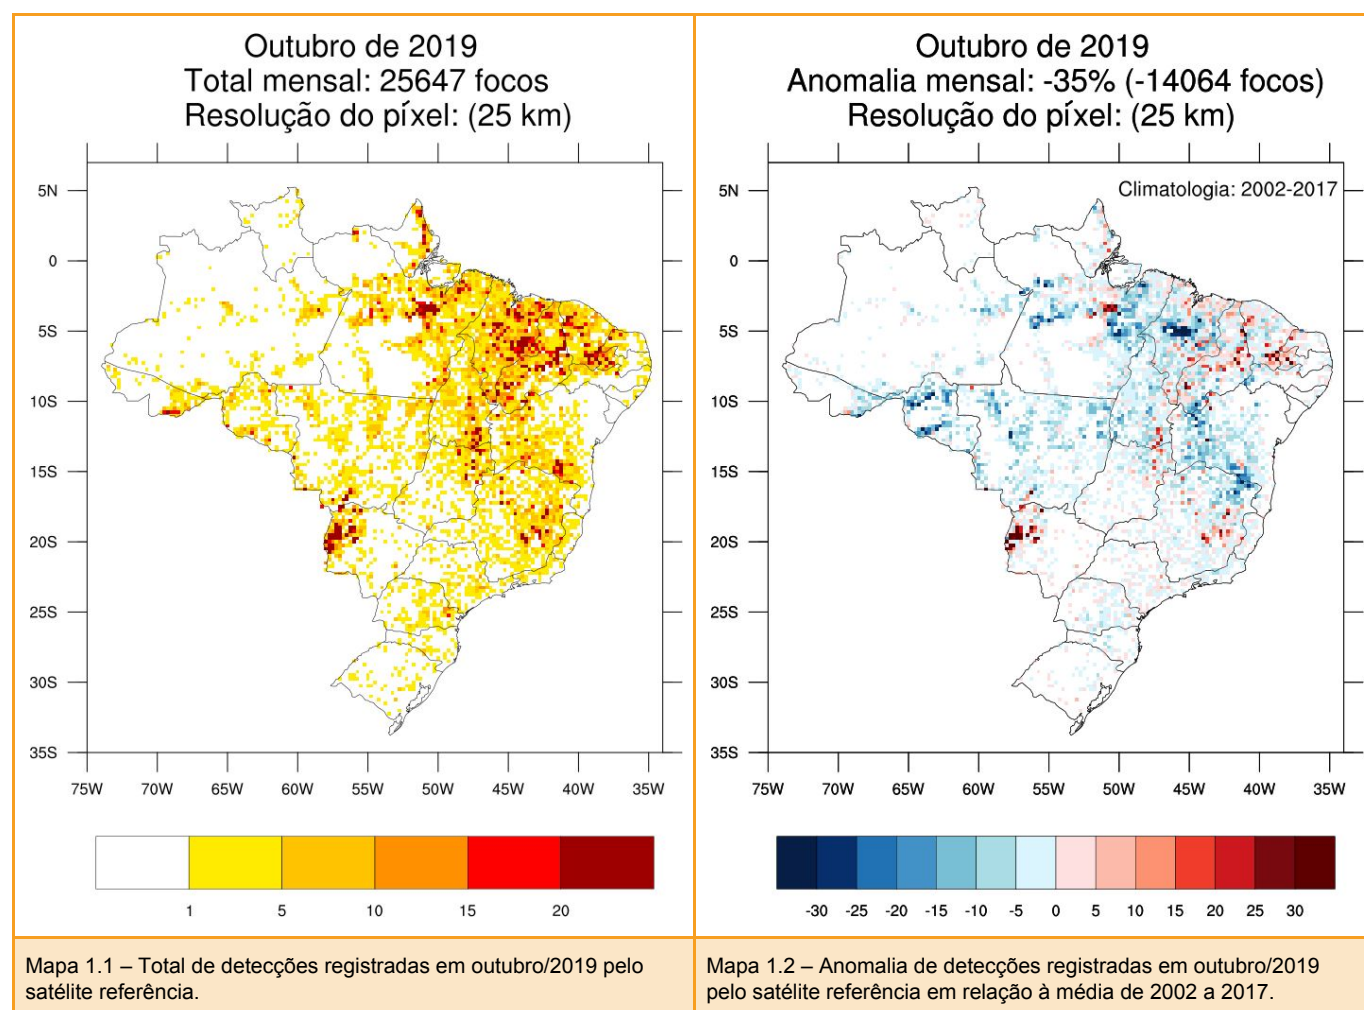 Outubro de 2019
Total mensal: 25647 focos
Resolução do píxel: (25 km)
5N
0
5S
10S
15S
20S
25S
30S
35S
75W 70W 65W 60W 55W 50W 45W 40W 35W
1 5 10 15 20
Mapa 1.1 – Total de detecções registradas em outubro/2019 pelo
satélite referência.
Outubro de 2019
Anomalia mensal: -35% (-14064 focos)
Resolução do píxel: (25 km)
Climatologia: 2002-2017
5N
0
5S
10S
15S
20S
25S
30S
35S
75W 70W 65W 60W 55W 50W 45W 40W 35W
-30 -25 -20 -15 -10 -5 0 5 10 15 20 25 30
Mapa 1.2 – Anomalia de detecções registradas em outubro/2019
pelo satélite referência em relação à média de 2002 a 2017.